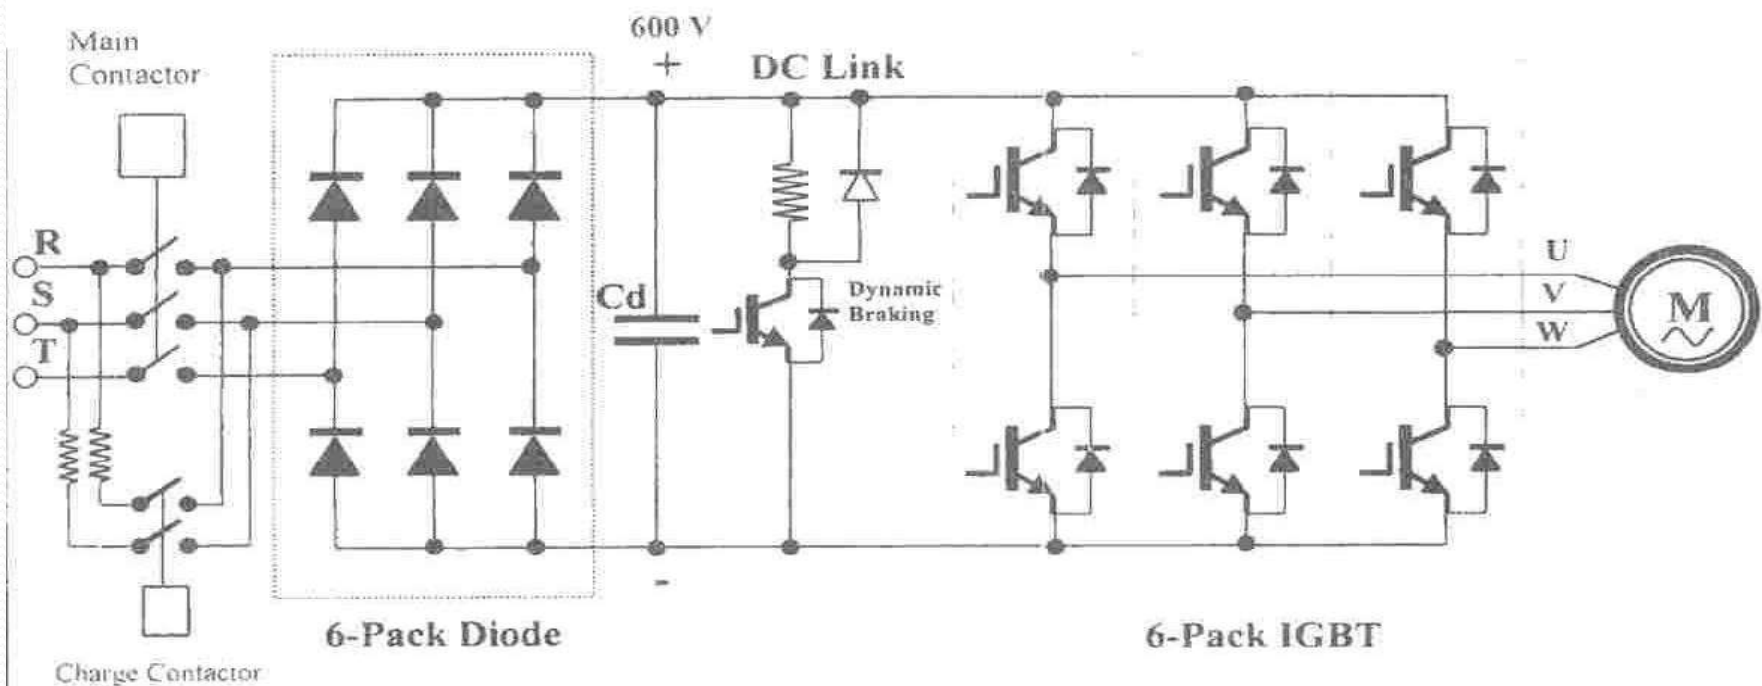 600 V
Main
Contactor
+
DC Link
R
S
T
Cd
Dynamic
Braking
U
V
W
M
-
6-Pack Diode
6-Pack IGBT
Charge Contactor